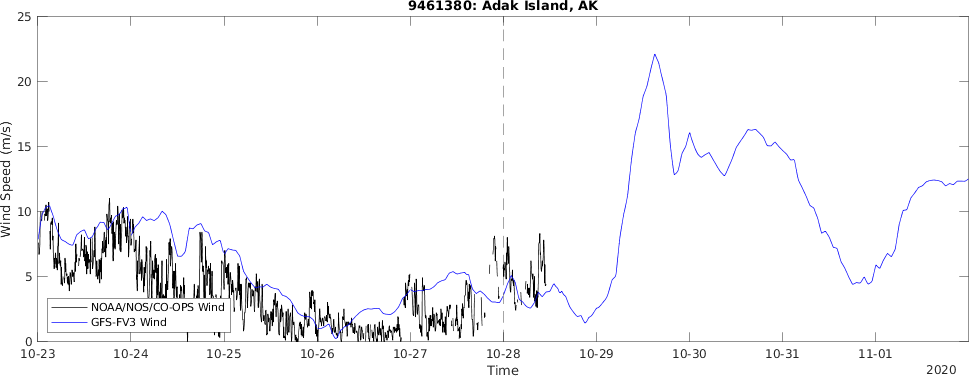 9461380: Adak Island, AK
Wind Speed (m/s)
25
20
15
10
5
0
NOAA/NOS/CO-OPS Wind
GFS-FV3 Wind
10-23 10-24 10-25 10-26 10-27 10-28 10-29 10-30 10-31 11-01
Time
2020